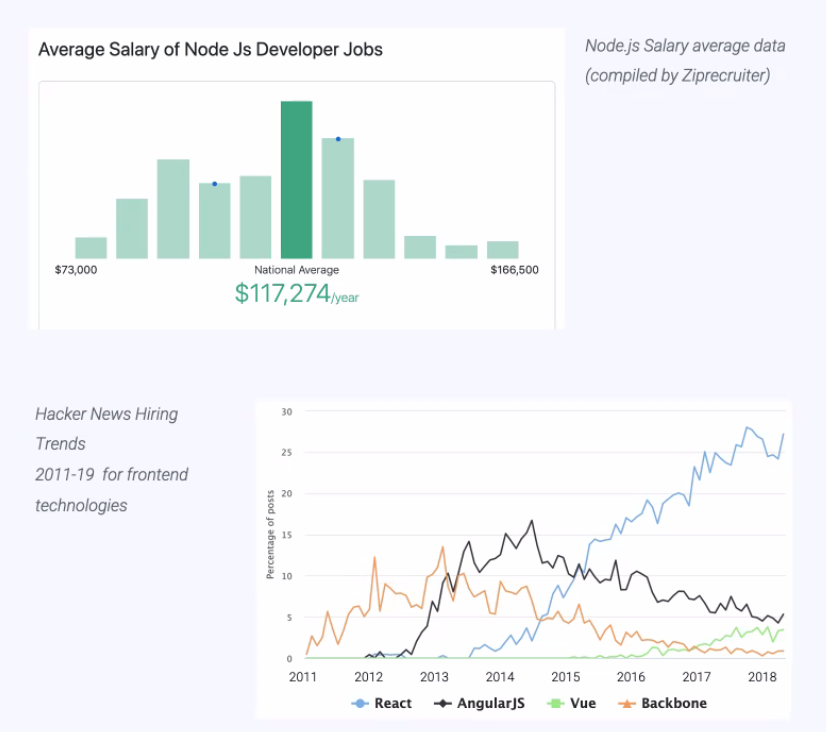 Average Salary of Node Js Developer Jobs
$73,000
National Average
$166,500
$117,274/year
Node.js Salary average data
(compiled by Ziprecruiter)
Hacker News Hiring
Trends
2011-19 for frontend
technologies
Percentage of posts
30
25
20
15
10
5
0
2011 2012 2013 2014 2015 2016 2017 2018
React AngularJS Vue Backbone